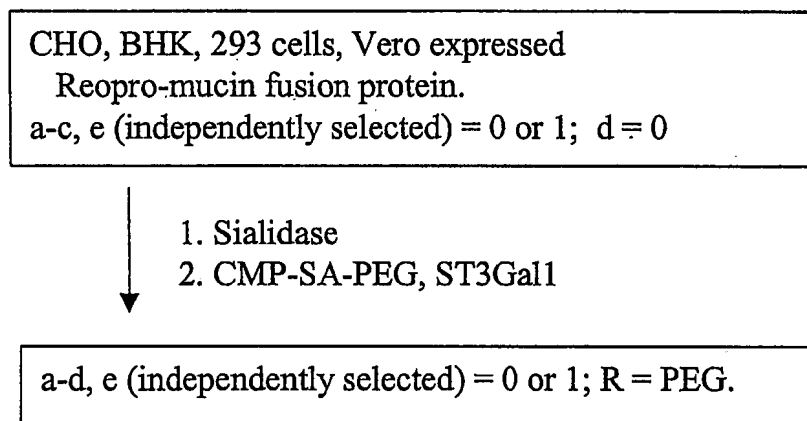 CHO, BHK, 293 cells, Vero expressed
Reopro-mucin fusion protein.
a-c, e (independently selected) = 0 or 1; d = 0
1. Sialidase
2. CMP-SA-PEG, ST3Gal1
a-d, e (independently selected) = 0 or 1; R = PEG.